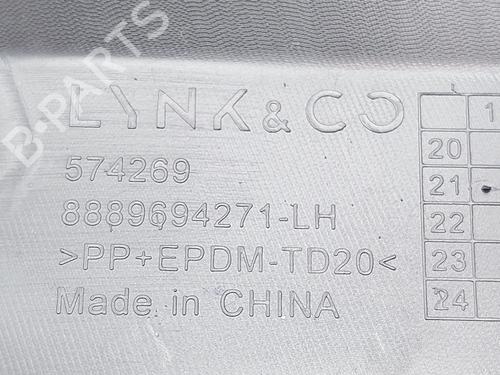 B-PARTS
LYNK & CO
574269
8889694271-LH
>PP+EPDM-TD20<
Made in CHINA
1
20
21
22
23
24